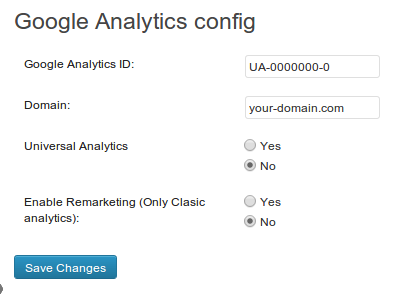 Google Analytics config
Google Analytics ID: UA-0000000-0
Domain: your-domain.com
Universal Analytics Yes
No
Enable Remarketing (Only Clasic Yes
analytics): No
Save Changes